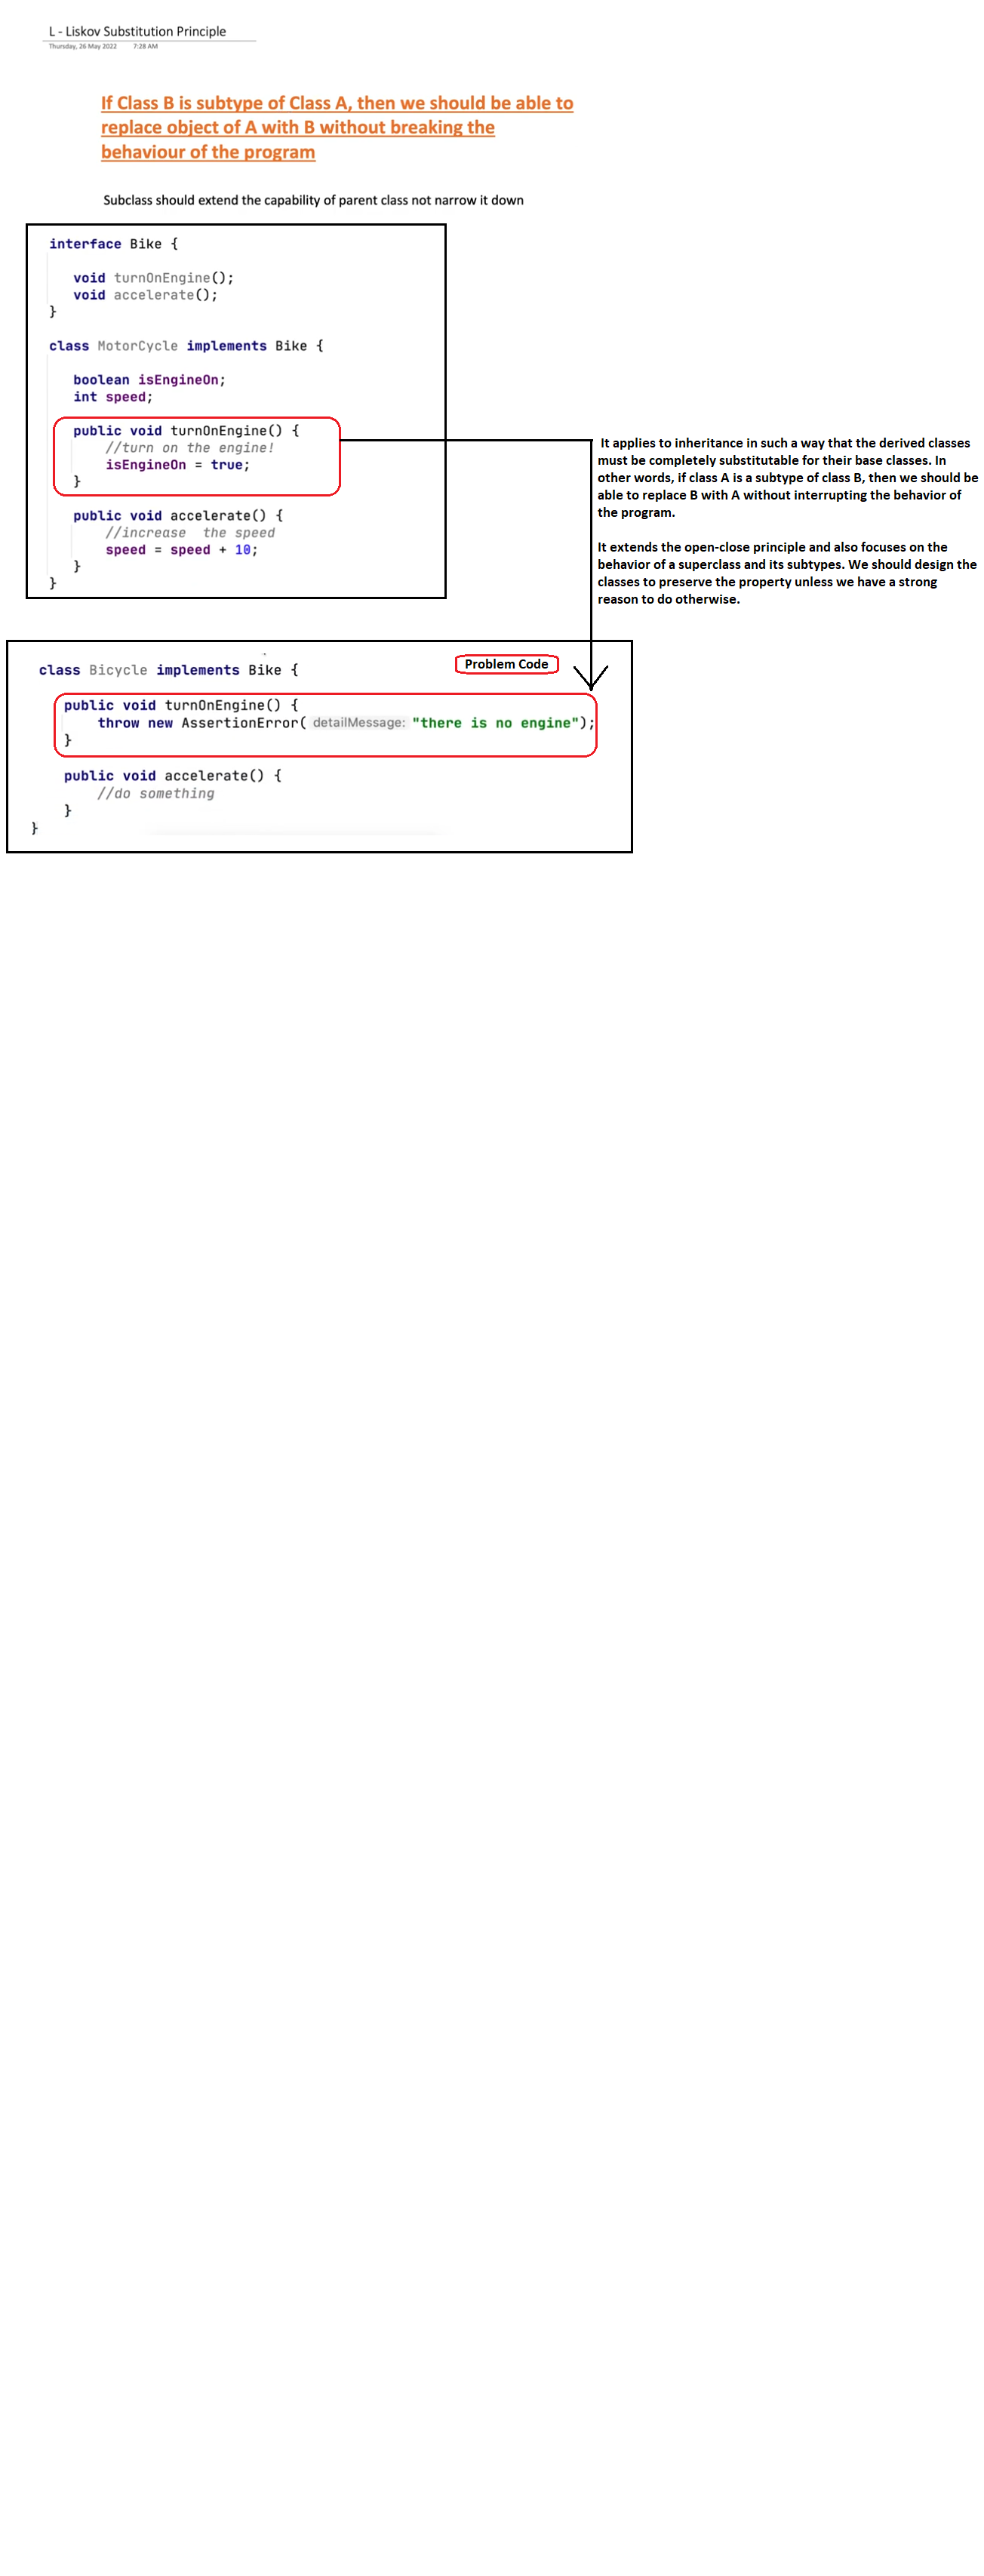 L - Liskov Substitution Principle
Thursday, 26 May 2022 7:28 AM
If Class B is subtype of Class A, then we should be able to
replace object of A with B without breaking the
behaviour of the program
Subclass should extend the capability of parent class not narrow it down
interface Bike {
void turnOnEngine();
void accelerate();
}
class MotorCycle implements Bike {
boolean isEngineOn;
int speed;
public void turnOnEngine() {
//turn on the engine!
isEngineOn = true;
}
public void accelerate() {
//increase  the speed
speed = speed + 10;
}
}
It applies to inheritance in such a way that the derived classes
must be completely substitutable for their base classes. In
other words, if class A is a subtype of class B, then we should be
able to replace B with A without interrupting the behavior of
the program.
It extends the open-close principle and also focuses on the
behavior of a superclass and its subtypes. We should design the
classes to preserve the property unless we have a strong
reason to do otherwise.
Problem Code
class Bicycle implements Bike {
public void turnOnEngine() {
throw new AssertionError( detailMessage: "there is no engine");
}
public void accelerate() {
//do something
}
}